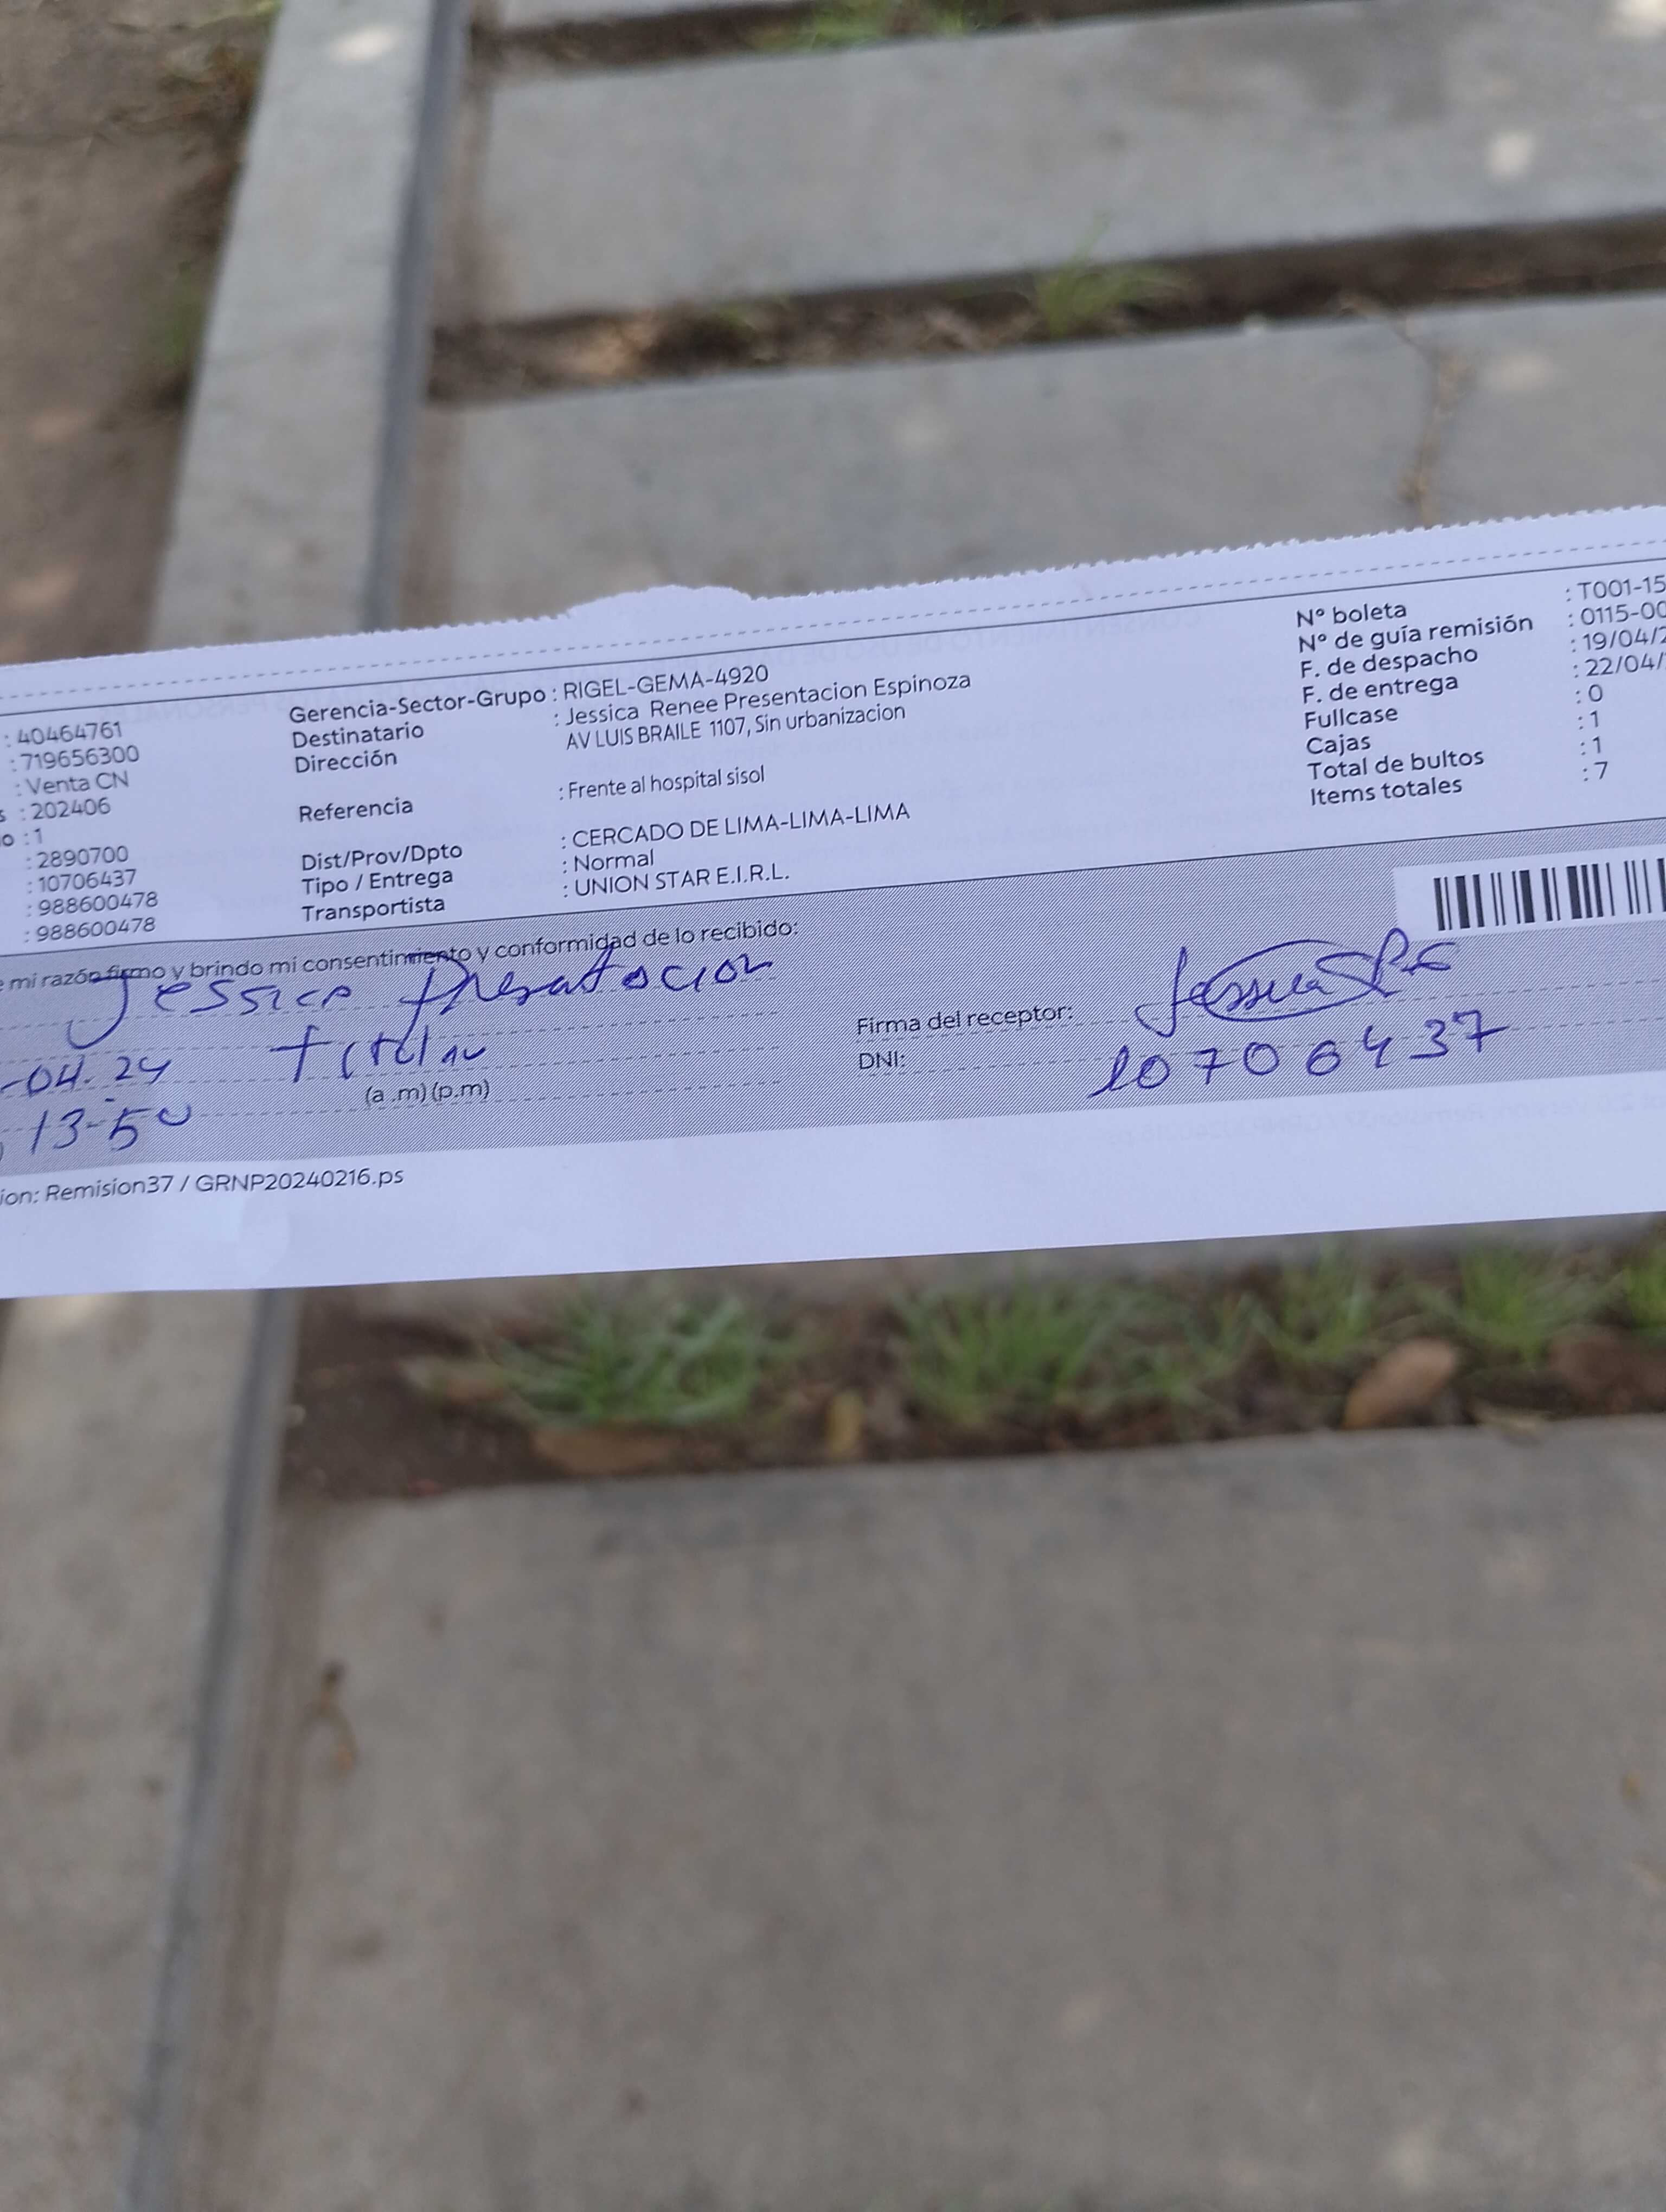 : 40464761
: 719656300
: Venta CN
s : 202406
o : 1
: 2890700
: 10706437
: 988600478
: 988600478
Gerencia-Sector-Grupo : RIGEL-GEMA-4920
Destinatario : Jessica Renee Presentacion Espinoza
Dirección AV LUIS BRAILE 1107, Sin urbanizacion
Referencia : Frente al hospital sisol
Dist/Prov/Dpto : CERCADO DE LIMA-LIMA-LIMA
Tipo / Entrega : Normal
Transportista : UNION STAR E.I.R.L.
N° boleta : T001-15
N° de guía remisión : 0115-00
F. de despacho : 19/04/2
F. de entrega : 22/04/
Fullcase : 0
Cajas : 1
Total de bultos : 1
Items totales : 7
e mi razón firmo y brindo mi consentimiento y conformidad de lo recibido:
Jessica Presentacion
-04.24 titular
13-50 (a.m)(p.m)
Firma del receptor:
DNI: 10706437
ion: Remision37 / GRNP20240216.ps